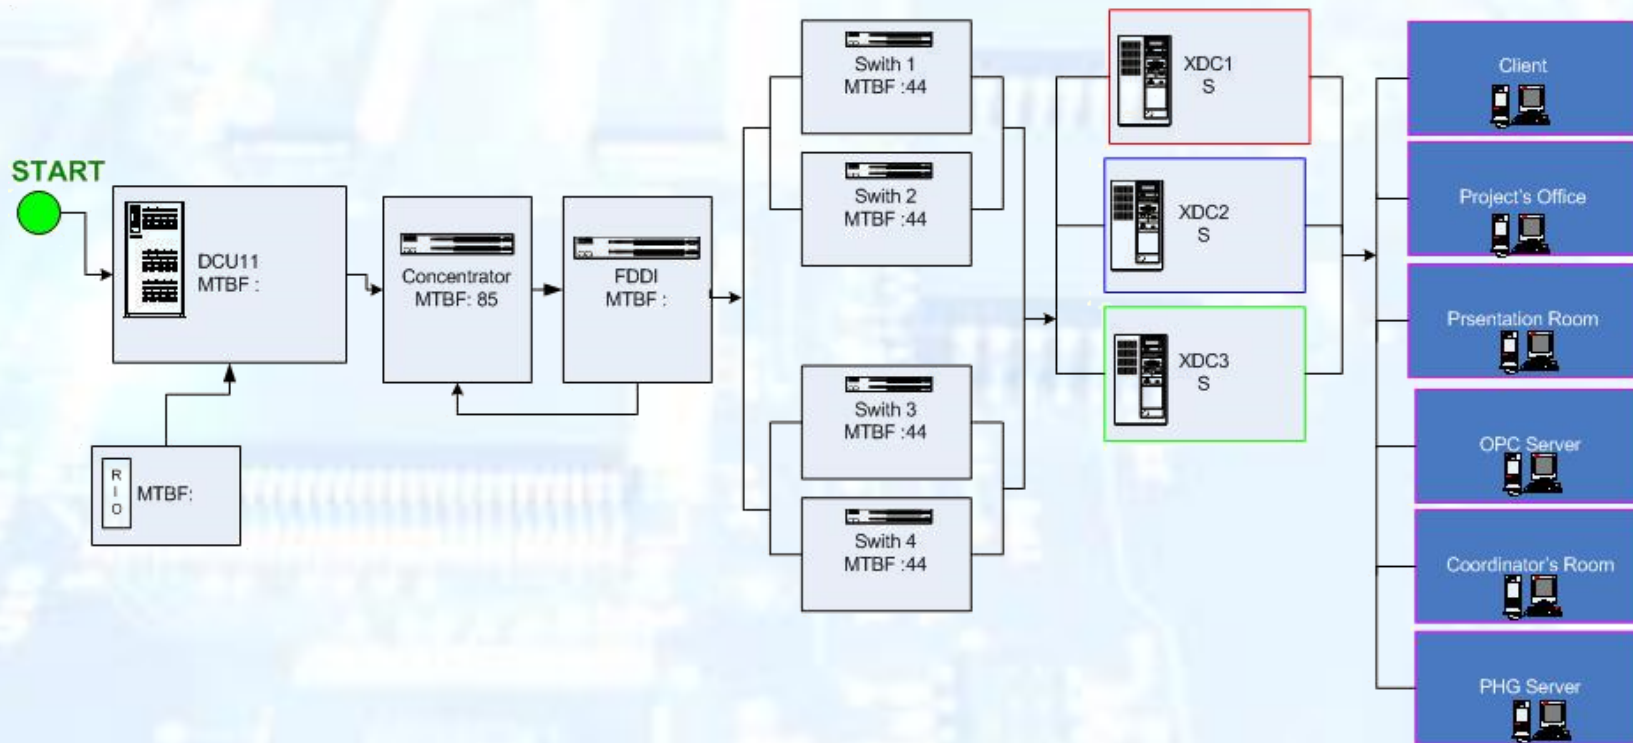 START
DCU11
MTBF :
R
I
O
MTBF:
Concentrator
MTBF: 85
FDDI
MTBF :
Swith 1
MTBF :44
Swith 2
MTBF :44
Swith 3
MTBF :44
Swith 4
MTBF :44
XDC1
S
XDC2
S
XDC3
S
Client
Project's Office
Prsentation Room
OPC Server
Coordinator's Room
PHG Server